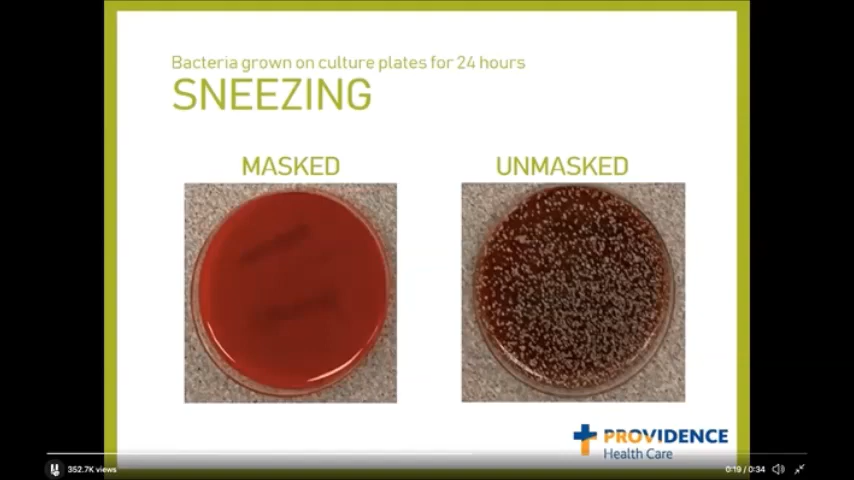 Bacteria grown on culture plates for 24 hours
SNEEZING
MASKED
UNMASKED
PROVIDENCE
Health Care
352.7K views
0:19 / 0:34